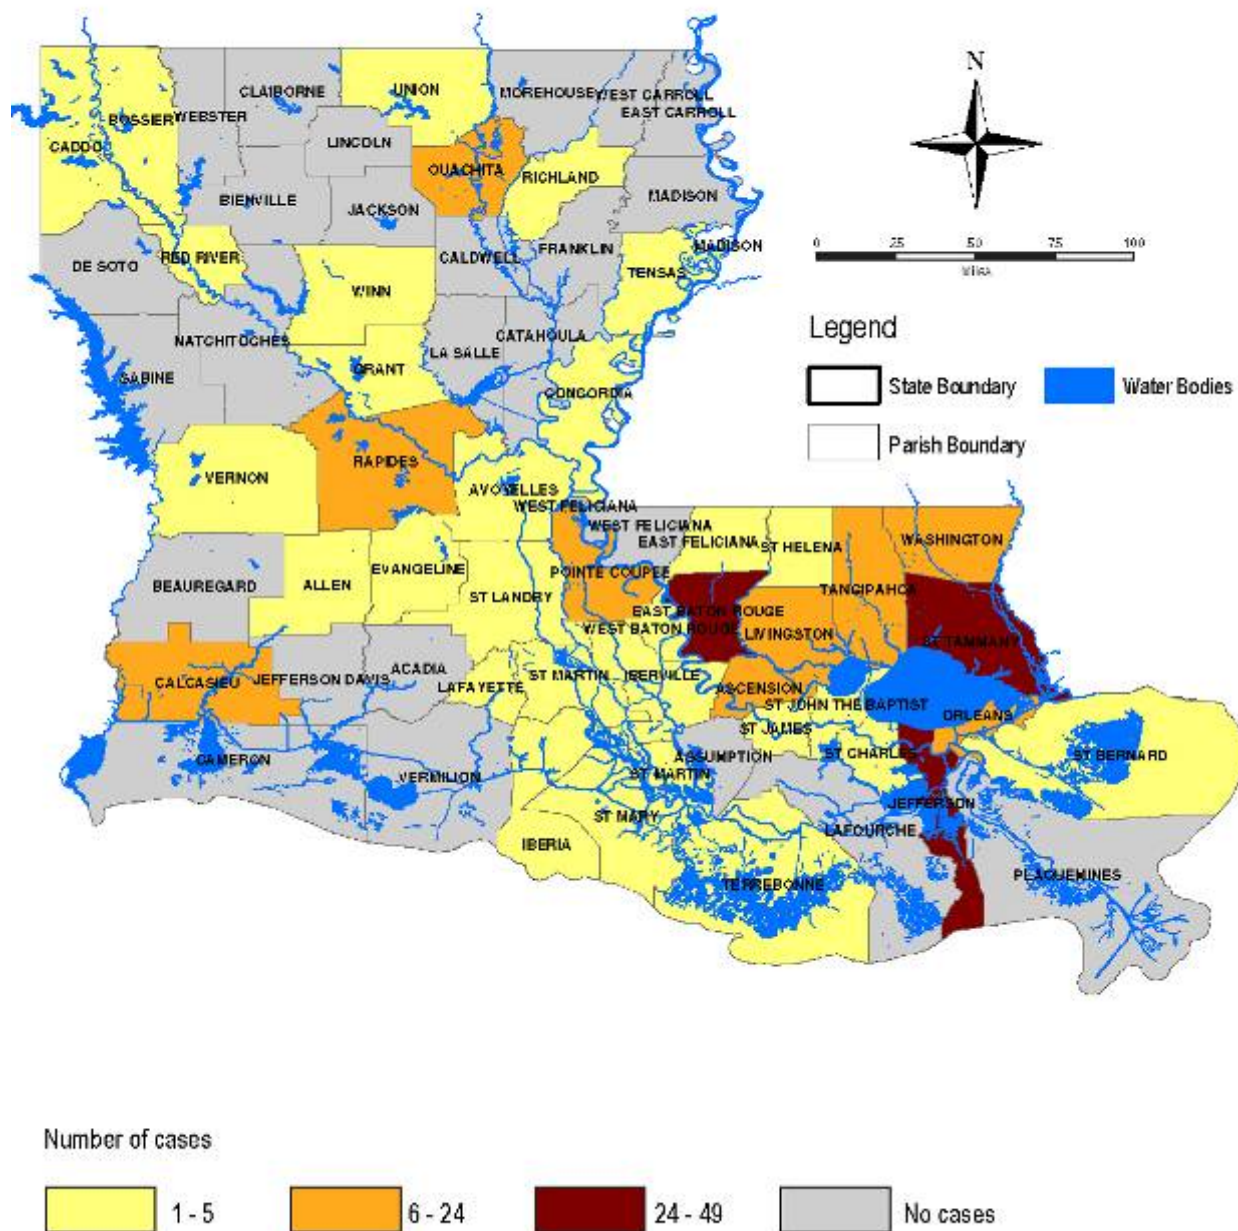 N
CLAIBORNE
UNION
MOREHOUSE
WEST CARROLL
EAST CARROLL
BOSSIER
WEBSTER
CADDO
LINCOLN
OUACHITA
RICHLAND
BIENVILLE
JACKSON
MADISON
MADISON
DE SOTO
RED RIVER
CALDWELL
FRANKLIN
TENSAS
0 25 50 75 100
WINN
NATCHITOCHES
CATAHOULA
LA SALLE
Legend
SABINE
GRANT
CONCORDIA
State Boundary
Water Bodies
Parish Boundary
VERNON
RAPIDES
AVOYELLES
WEST FELICIANA
WEST FELICIANA
EAST FELICIANA
ST HELENA
WASHINGTON
BEAUREGARD
ALLEN
EVANGELINE
POINTE COUPEE
TANGIPAHOA
ST LANDRY
EAST BATON ROUGE
WEST BATON ROUGE
LIVINGSTON
ST TAMMANY
CALCASIEU
JEFFERSON DAVIS
ACADIA
LAFAYETTE
ST MARTIN
IBERVILLE
ASCENSION
ST JOHN THE BAPTIST
ORLEANS
ST JAMES
CAMERON
VERMILION
ST MARTIN
ASSUMPTION
ST CHARLES
ST BERNARD
ST MARY
JEFFERSON
LAFOURCHE
IBERIA
TERREBONNE
PLAQUEMINES
Number of cases
1 - 5
6 - 24
24 - 49
No cases